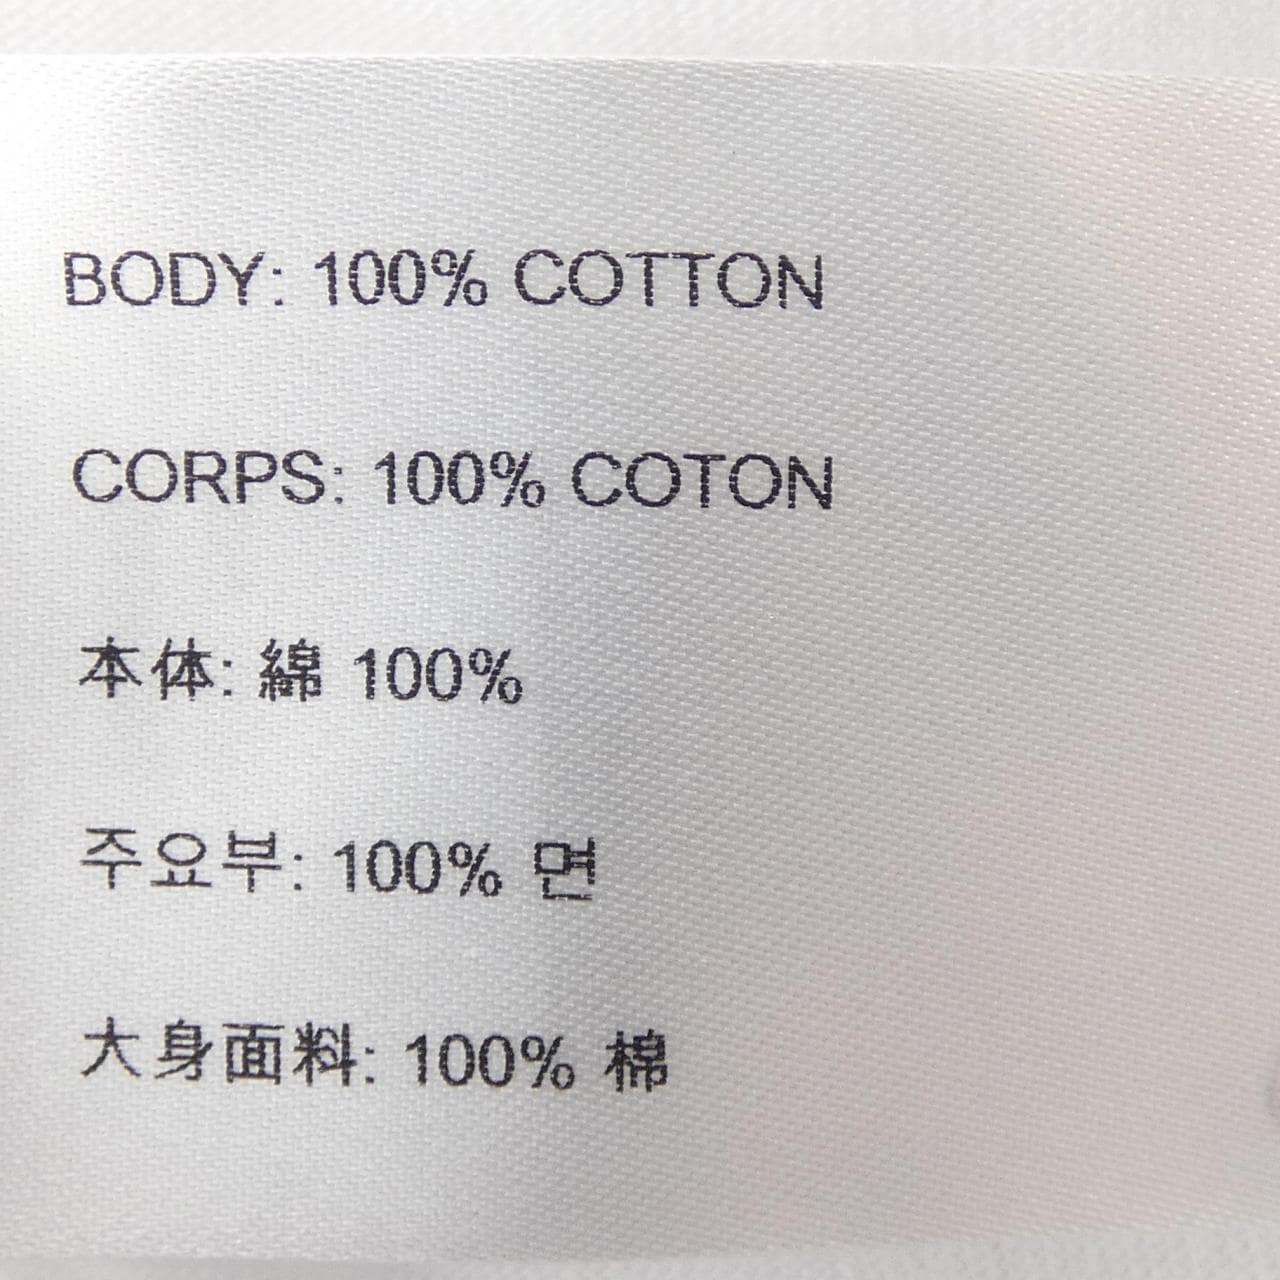 BODY: 100% COTTON
CORPS: 100% COTON
本体: 綿 100%
주요부: 100% 면
大身面料: 100% 棉